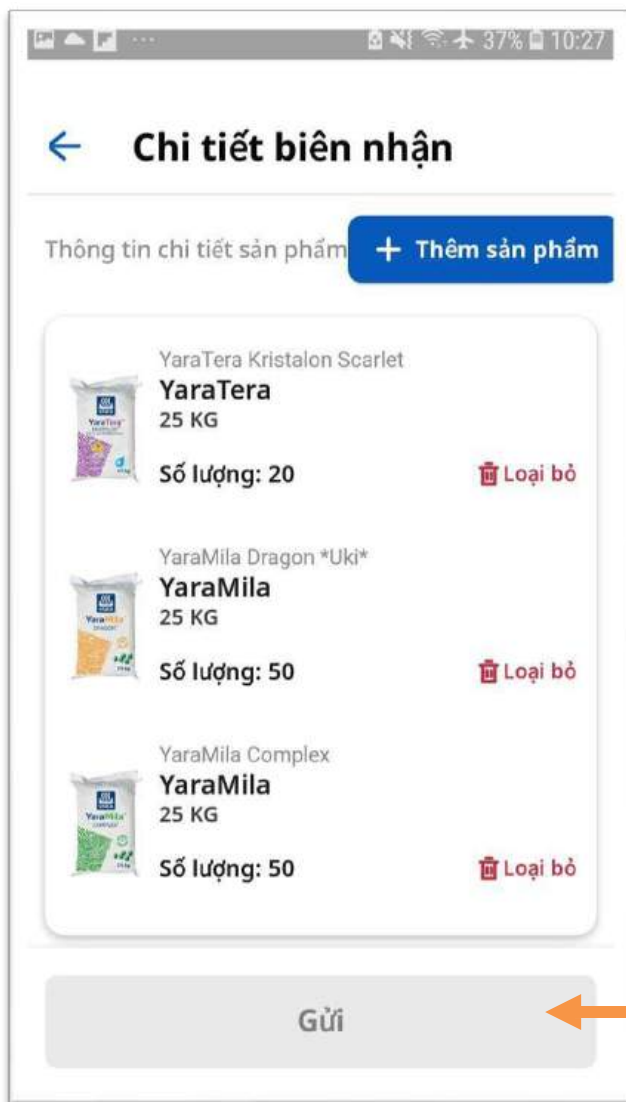 37% 10:27
Chi tiết biên nhận
Thông tin chi tiết sản phẩm
+ Thêm sản phẩm
YaraTera Kristalon Scarlet
YaraTera
25 KG
Số lượng: 20
Loại bỏ
YaraMila Dragon *Uki*
YaraMila
25 KG
Số lượng: 50
Loại bỏ
YaraMila Complex
YaraMila
25 KG
Số lượng: 50
Loại bỏ
Gửi